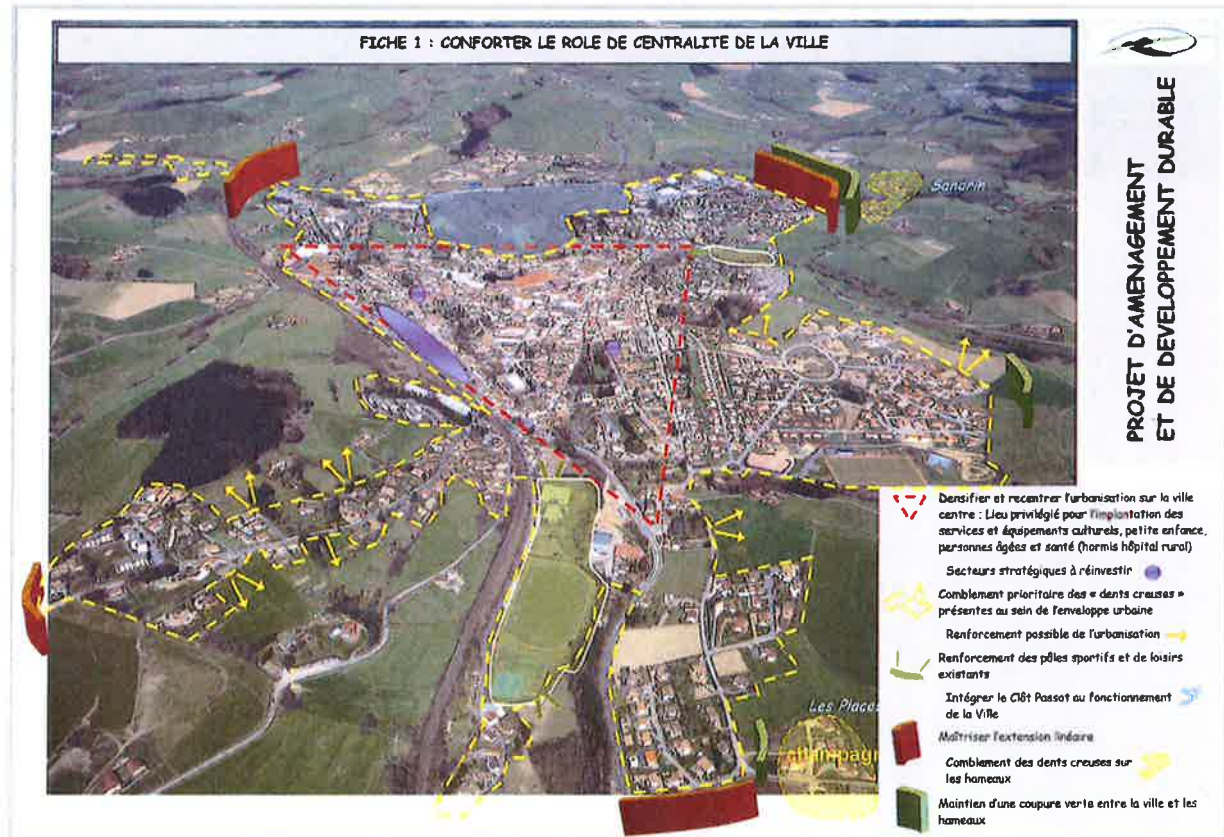 FICHE 1 : CONFORTER LE ROLE DE CENTRALITE DE LA VILLE
PROJET D'AMENAGEMENT
ET DE DEVELOPPEMENT DURABLE
Sanarin
Les Places
champagn
Densifier et recentrer l'urbanisation sur la ville
centre : Lieu privilégié pour l'implantation des
services et équipements culturels, petite enfance,
personnes âgées et santé (hormis hôpital rural)
Secteurs stratégiques à réinvestir
Comblement prioritaire des « dents creuses »
présentes au sein de l'enveloppe urbaine
Renforcement possible de l'urbanisation
Renforcement des pôles sportifs et de loisirs
existants
Intégrer le Clôt Passot au fonctionnement
de la Ville
Maîtriser l'extension linéaire
Comblement des dents creuses sur
les hameaux
Maintien d'une coupure verte entre la ville et les
hameaux